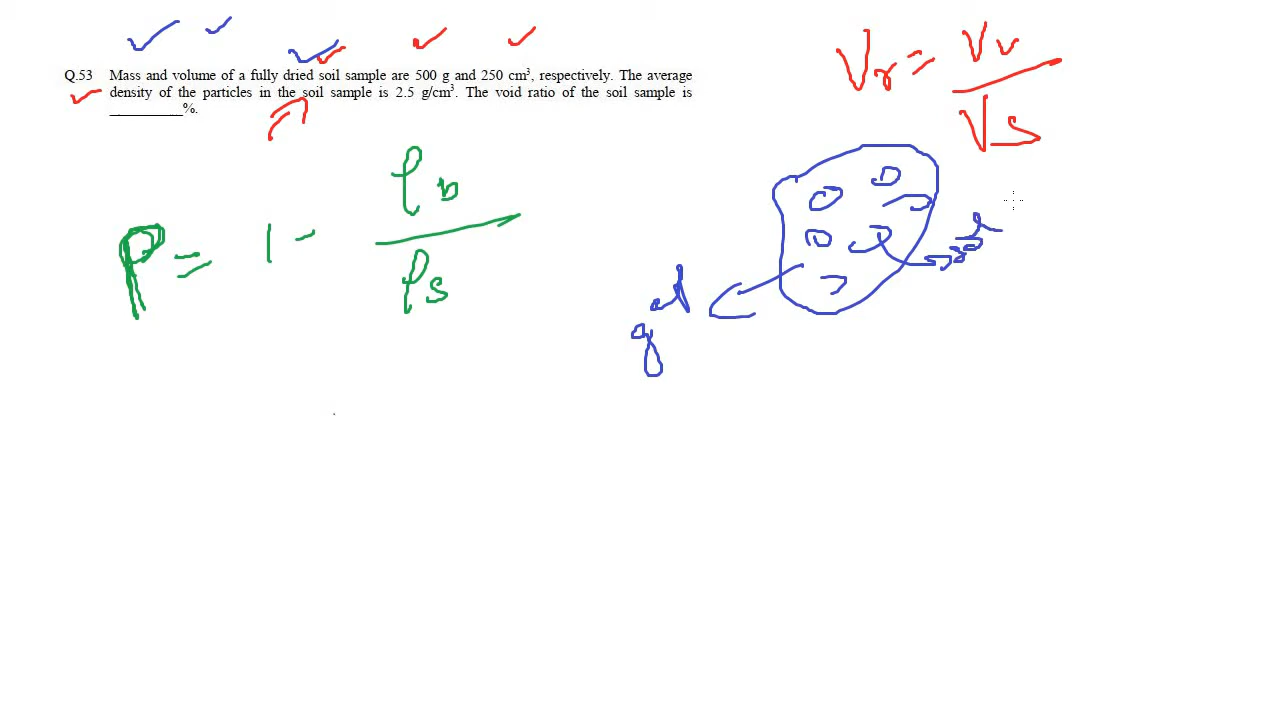 Q.53 Mass and volume of a fully dried soil sample are 500 g and 250 cm³, respectively. The average
density of the particles in the soil sample is 2.5 g/cm³. The void ratio of the soil sample is
__________%.
Vr = Vv / Vs
P = 1 - ρb / ρs